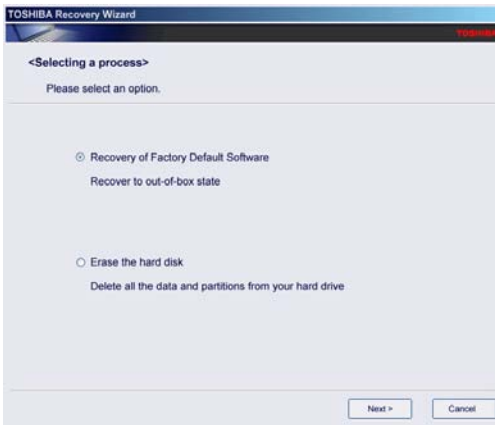 TOSHIBA Recovery Wizard
TOSHIBA
<Selecting a process>
Please select an option.
Recovery of Factory Default Software
Recover to out-of-box state
Erase the hard disk
Delete all the data and partitions from your hard drive
Next >
Cancel